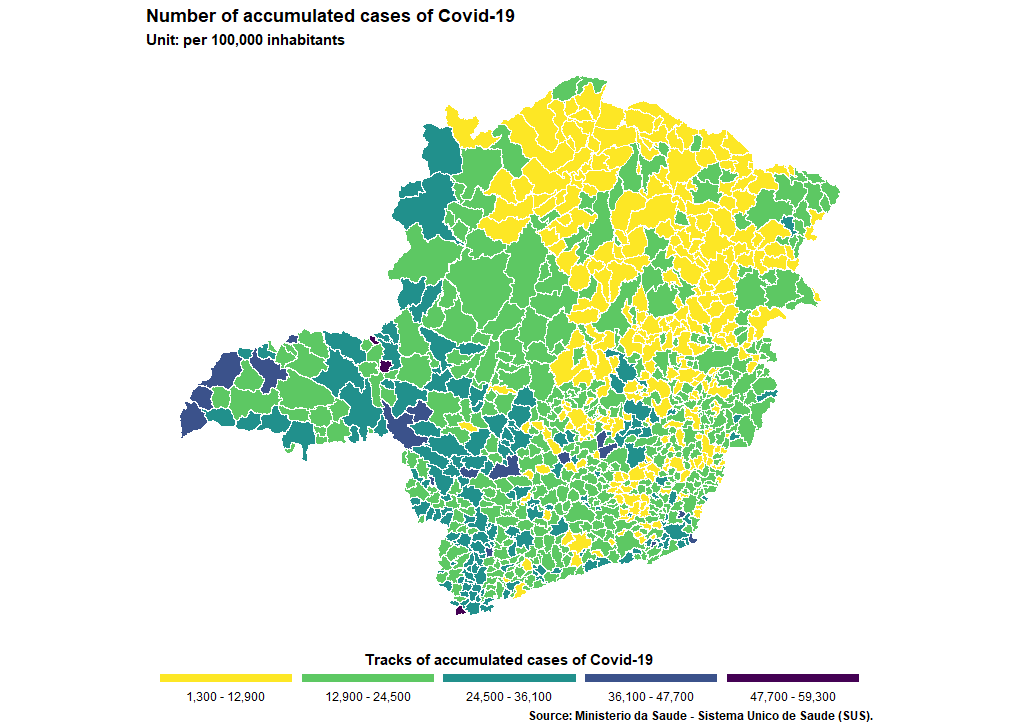 Number of accumulated cases of Covid-19
Unit: per 100,000 inhabitants
Tracks of accumulated cases of Covid-19
1,300 - 12,900
12,900 - 24,500
24,500 - 36,100
36,100 - 47,700
47,700 - 59,300
Source: Ministerio da Saude - Sistema Unico de Saude (SUS).